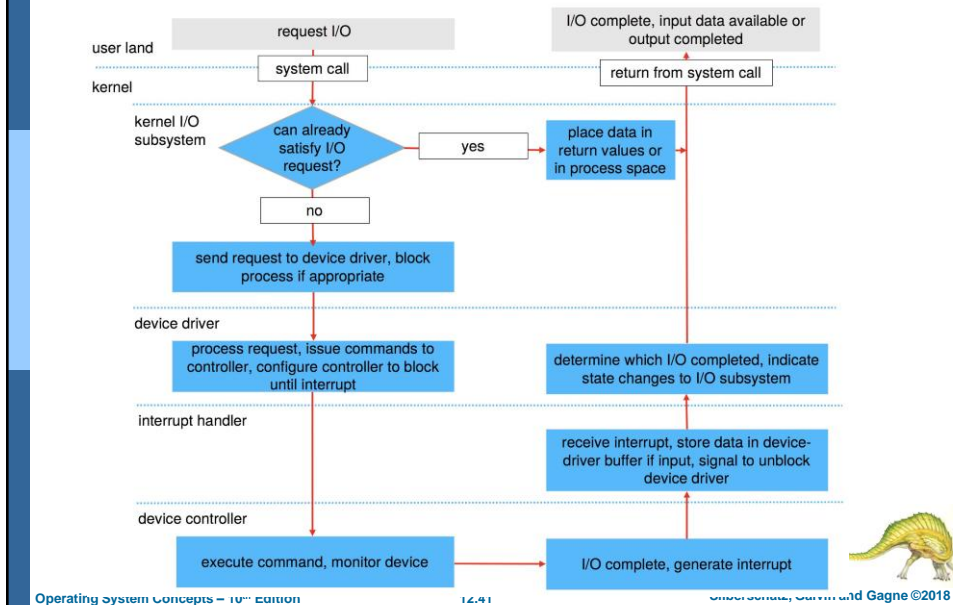 request I/O
I/O complete, input data available or
output completed
user land
system call
return from system call
kernel
kernel I/O
subsystem
can already
satisfy I/O
request?
yes
place data in
return values or
in process space
no
send request to device driver, block
process if appropriate
device driver
process request, issue commands to
controller, configure controller to block
until interrupt
determine which I/O completed, indicate
state changes to I/O subsystem
interrupt handler
receive interrupt, store data in device-
driver buffer if input, signal to unblock
device driver
device controller
execute command, monitor device
I/O complete, generate interrupt
Operating System Concepts – 10th Edition
12.41
Silberschatz, Galvin and Gagne ©2018